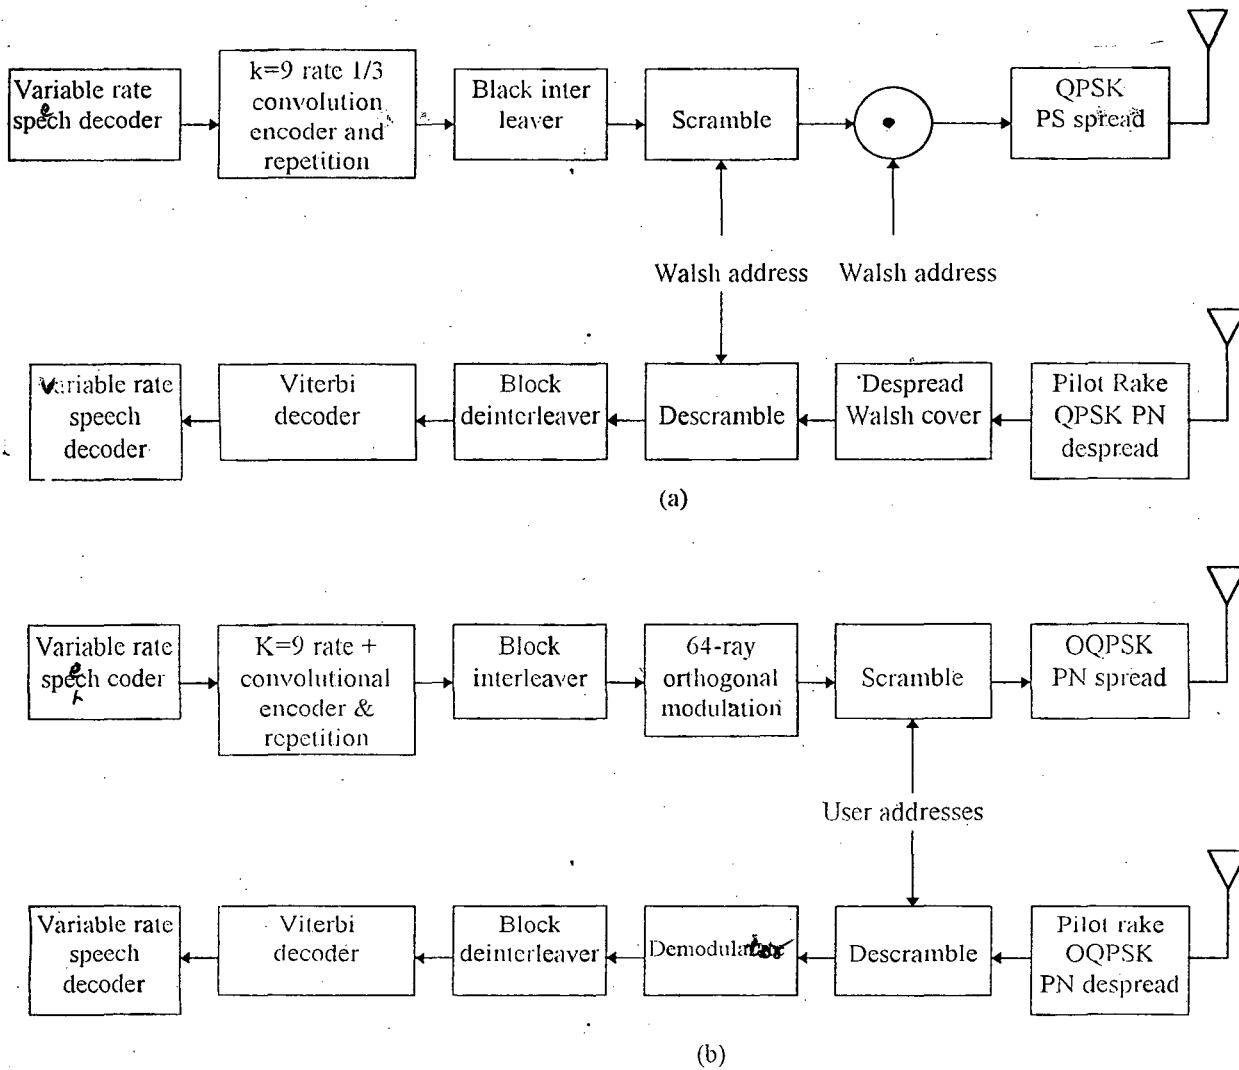 Variable rate
speech decoder
k=9 rate 1/3
convolution
encoder and
repetition
Black inter
leaver
Scramble
QPSK
PS spread
Walsh address
Walsh address
Variable rate
speech
decoder
Viterbi
decoder
Block
deinterleaver
Descramble
Despread
Walsh cover
Pilot Rake
QPSK PN
despread
(a)
Variable rate
speech coder
K=9 rate +
convolutional
encoder &
repetition
Block
interleaver
64-ray
orthogonal
modulation
Scramble
OQPSK
PN spread
User addresses
Variable rate
speech
decoder
Viterbi
decoder
Block
deinterleaver
Demodulator
Descramble
Pilot rake
OQPSK
PN despread
(b)